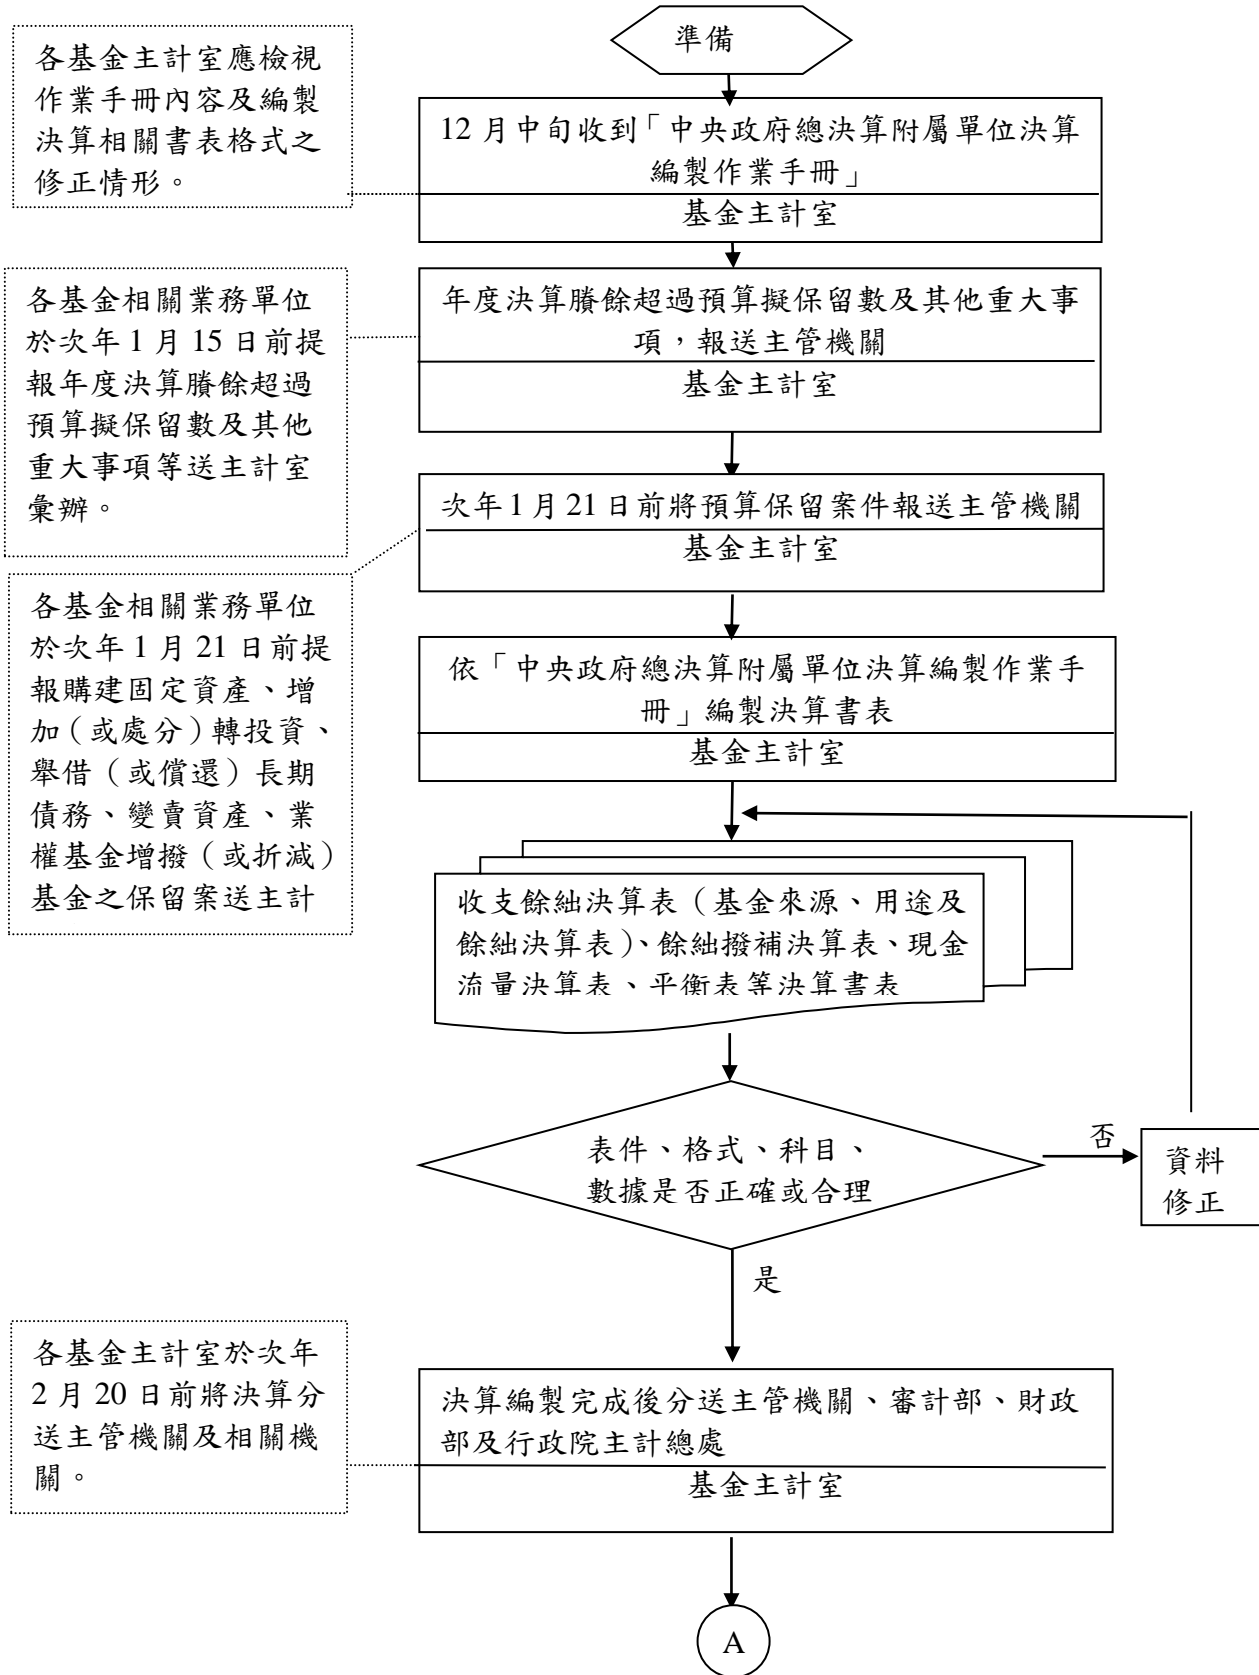 準備
各基金主計室應檢視
作業手冊內容及編製
決算相關書表格式之
修正情形。
12 月中旬收到「中央政府總決算附屬單位決算
編製作業手冊」
基金主計室
各基金相關業務單位
於次年 1 月 15 日前提
報年度決算賸餘超過
預算擬保留數及其他
重大事項等送主計室
彙辦。
年度決算賸餘超過預算擬保留數及其他重大事
項，報送主管機關
基金主計室
次年 1 月 21 日前將預算保留案件報送主管機關
基金主計室
各基金相關業務單位
於次年 1 月 21 日前提
報購建固定資產、增
加（或處分）轉投資、
舉借（或償還）長期
債務、變賣資產、業
權基金增撥（或折減）
基金之保留案送主計
依「中央政府總決算附屬單位決算編製作業手
冊」編製決算書表
基金主計室
收支餘絀決算表（基金來源、用途及
餘絀決算表）、餘絀撥補決算表、現金
流量決算表、平衡表等決算書表
表件、格式、科目、
數據是否正確或合理
否
資料
修正
是
各基金主計室於次年
2 月 20 日前將決算分
送主管機關及相關機
關。
決算編製完成後分送主管機關、審計部、財政
部及行政院主計總處
基金主計室
A